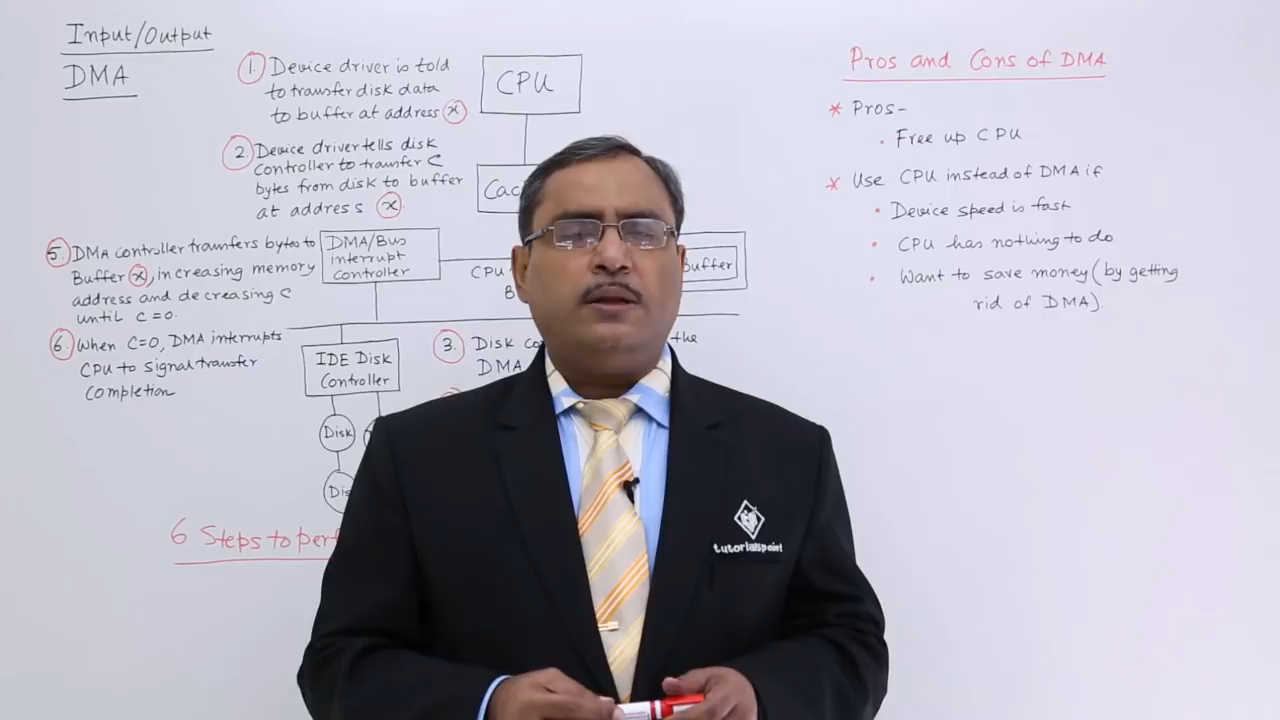 Input/Output
DMA
1. Device driver is told
to transfer disk data
to buffer at address x
2. Device driver tells disk
controller to transfer C
bytes from disk to buffer
at address x
5. DMA controller transfers bytes to
Buffer x, increasing memory
address and decreasing C
until C=0.
6. When C=0, DMA interrupts
CPU to signal transfer
completion
CPU
DMA/Bus
interrupt
Controller
CPU
Buffer
IDE Disk
Controller
3. Disk
the
DMA
Disk
6 Steps to
Pros and Cons of DMA
* Pros-
• Free up CPU
* Use CPU instead of DMA if
• Device speed is fast
• CPU has nothing to do
• Want to save money (by getting
rid of DMA).
tutorialspoint